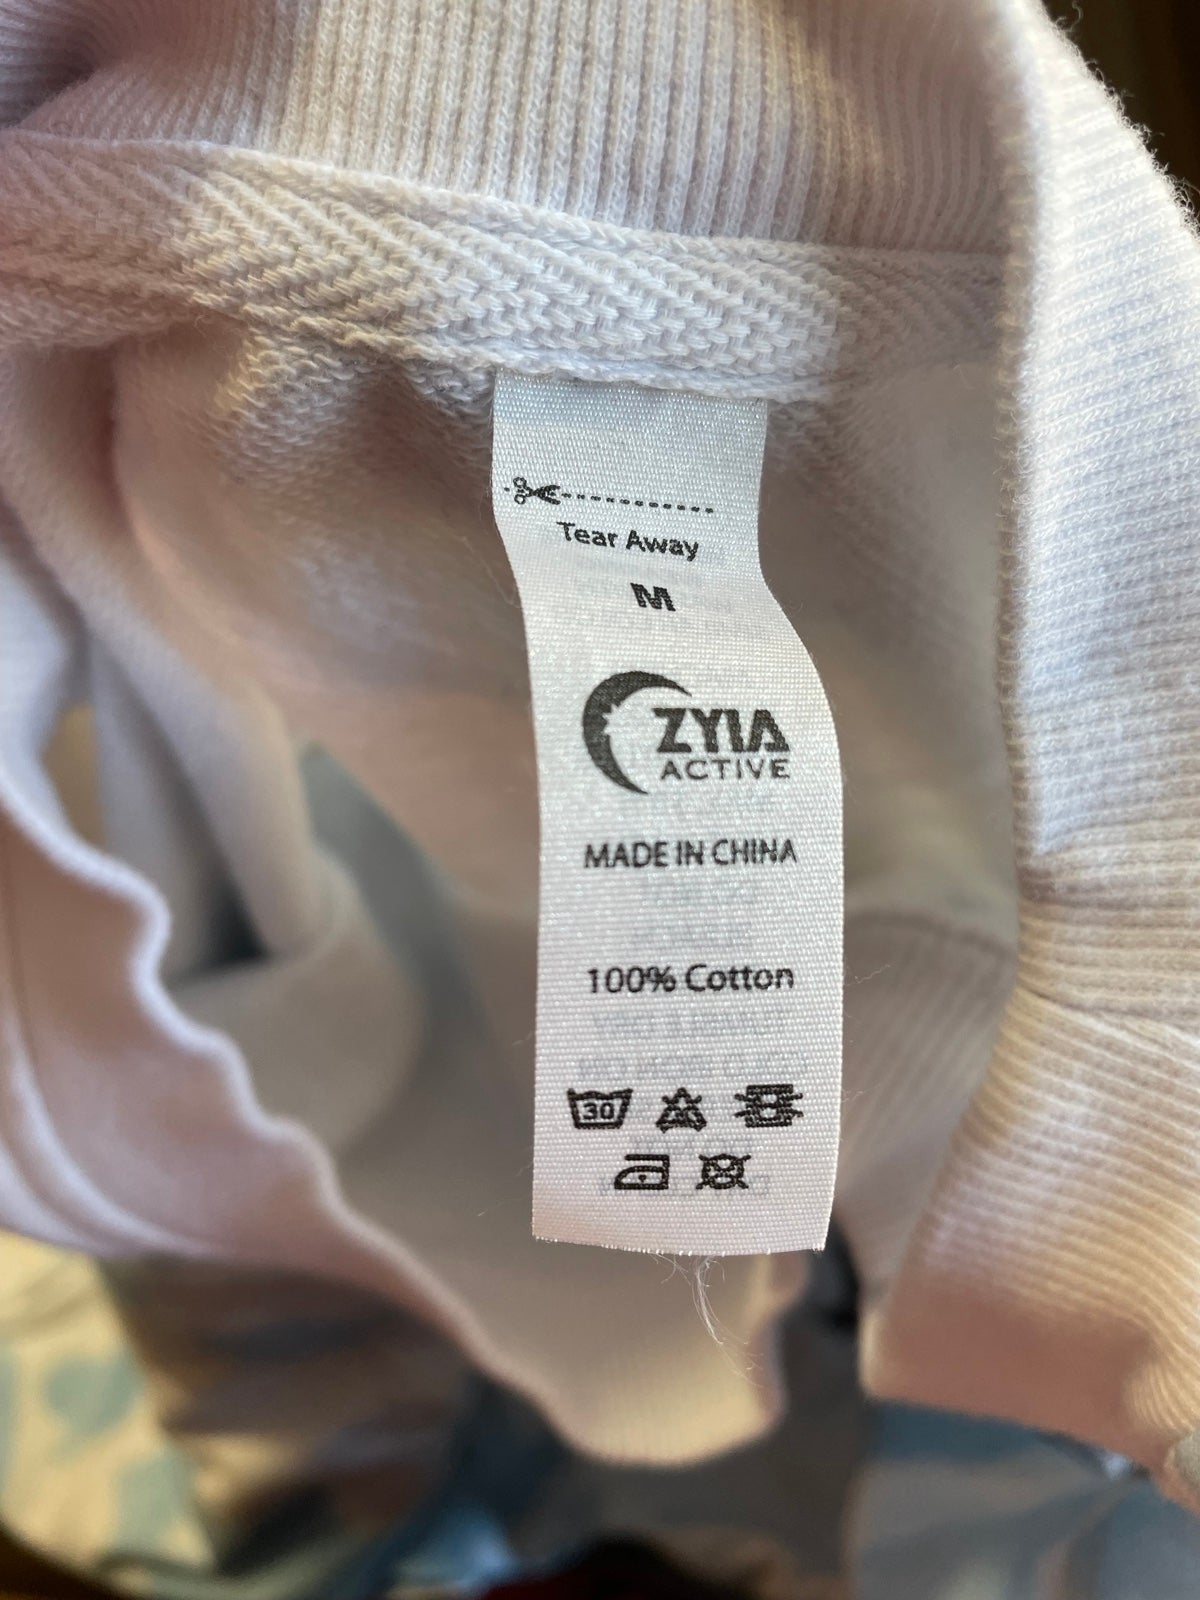 Tear Away
M
ZYIA
ACTIVE
MADE IN CHINA
100% Cotton
30